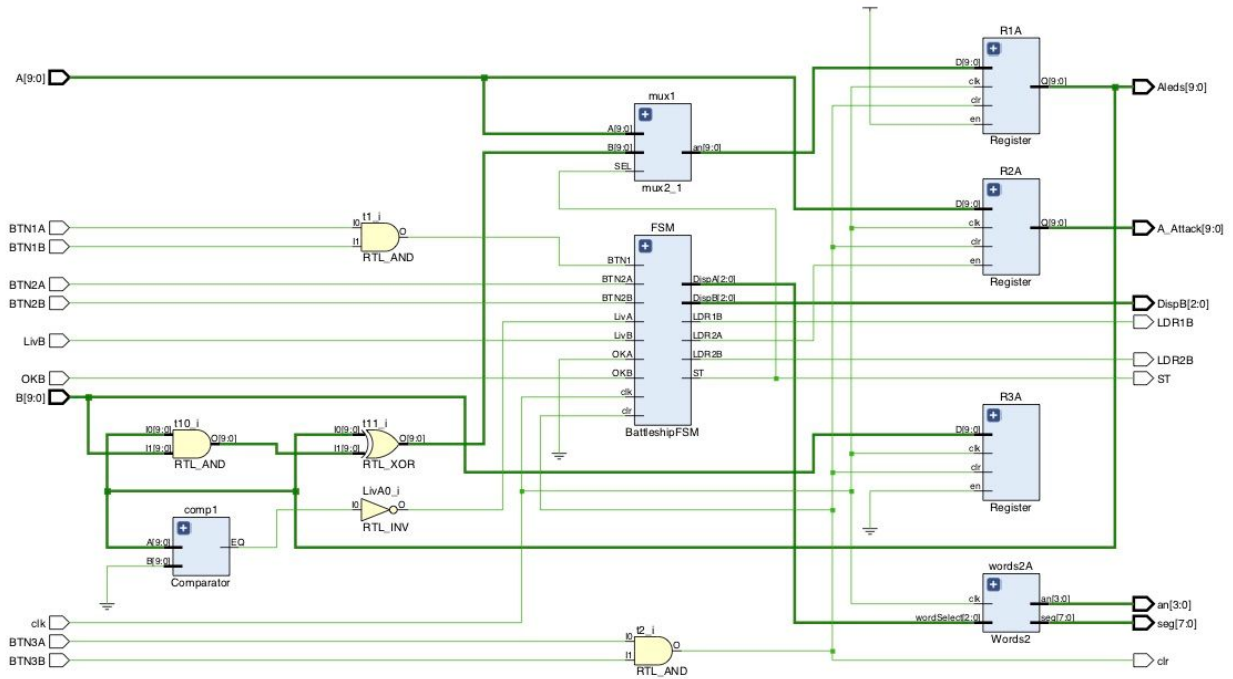 R1A
D[9:0]
clk
clr
en
Q[9:0]
Register
A[9:0]
Aleds[9:0]
mux1
A[9:0]
B[9:0]
SEL
an[9:0]
mux2_1
R2A
D[9:0]
clk
clr
en
Q[9:0]
Register
A_Attack[9:0]
BTN1A
BTN1B
t1_i
I0
I1
O
RTL_AND
BTN2A
BTN2B
LivB
OKB
B[9:0]
FSM
BTN1
BTN2A
BTN2B
LivA
LivB
OKA
OKB
clk
clr
DispA[2:0]
DispB[2:0]
LDR1B
LDR2A
LDR2B
ST
BattleshipFSM
DispB[2:0]
LDR1B
LDR2B
ST
t10_i
I0[9:0]
I1[9:0]
O[9:0]
RTL_AND
t11_i
I0[9:0]
I1[9:0]
O[9:0]
RTL_XOR
R3A
D[9:0]
clk
clr
en
Register
LivA0_i
I0
O
RTL_INV
comp1
A[9:0]
B[9:0]
EQ
Comparator
words2A
clk
wordSelect[2:0]
an[3:0]
seg[7:0]
Words2
an[3:0]
seg[7:0]
clk
BTN3A
BTN3B
t2_i
I0
I1
O
RTL_AND
clr